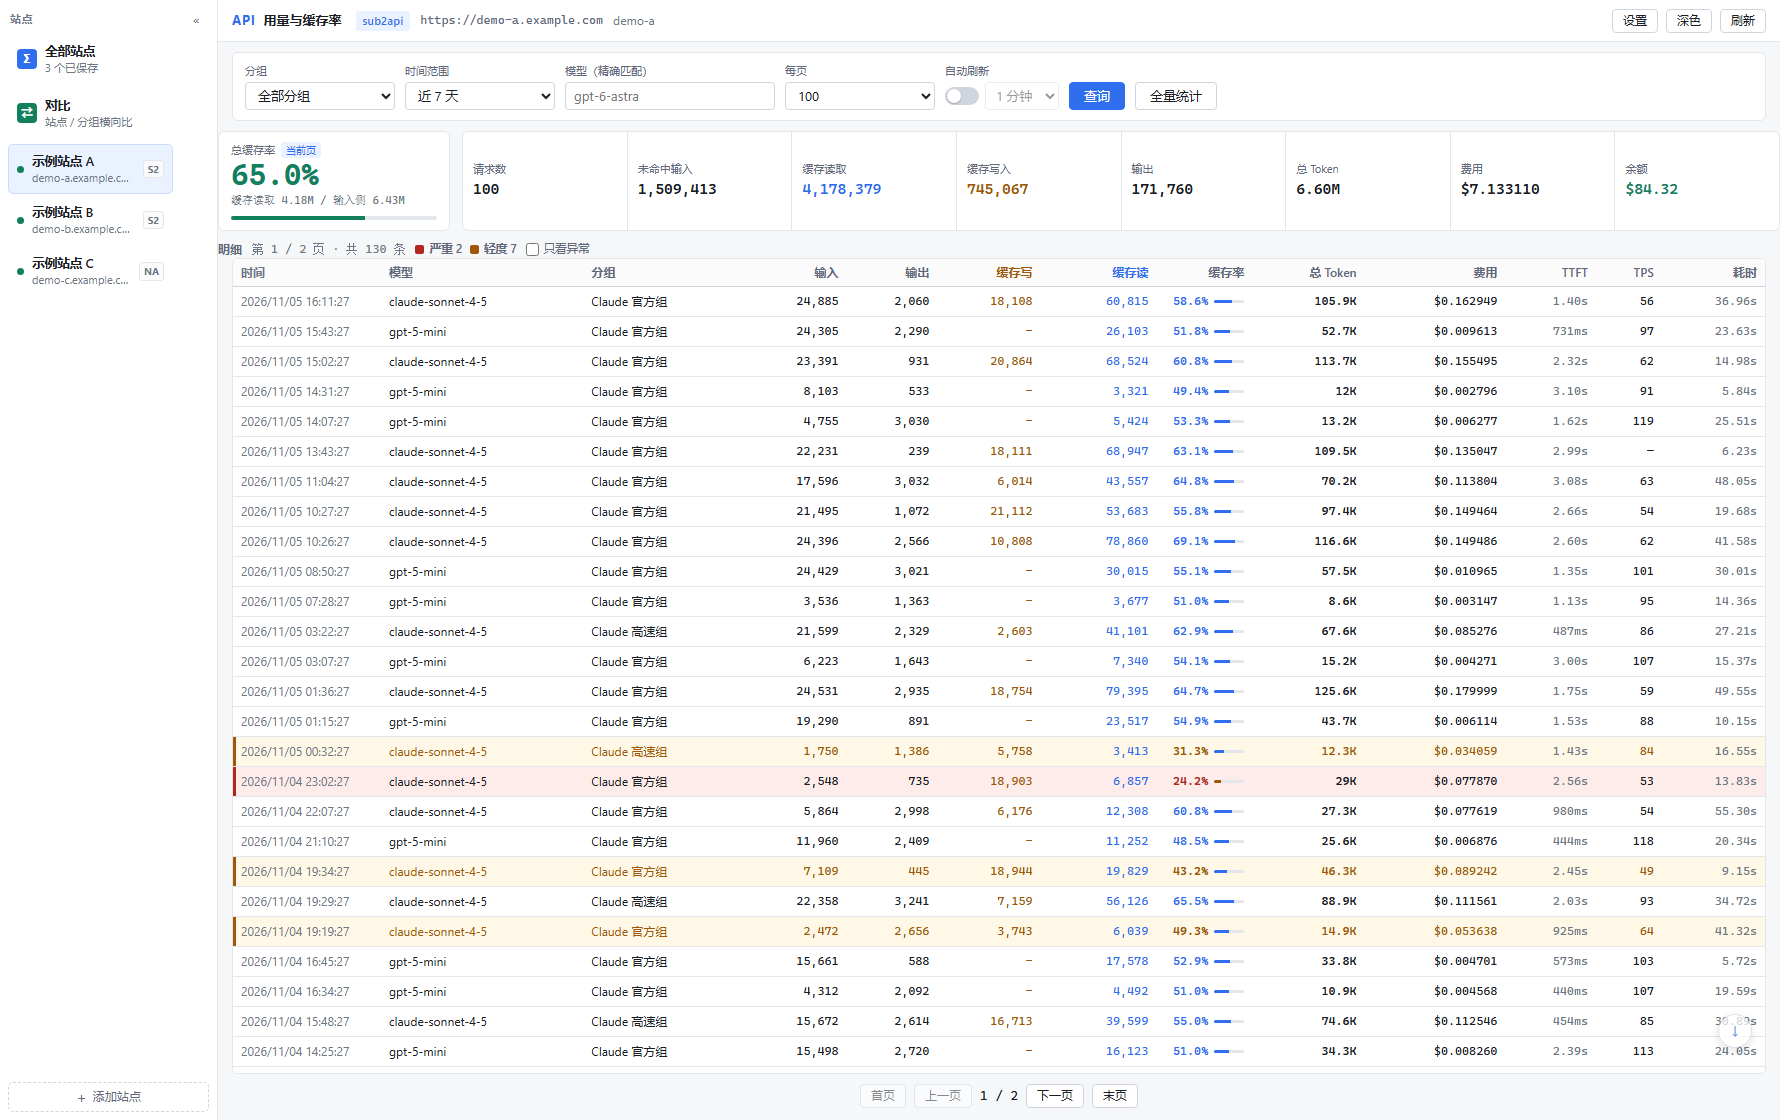 站点 «
Σ 全部站点
3 个已保存
对比
站点 / 分组横向比
示例站点 A S2
demo-a.example.c...
示例站点 B S2
demo-b.example.c...
示例站点 C NA
demo-c.example.c...
+ 添加站点
API 用量与缓存率 sub2api https://demo-a.example.com demo-a 设置 深色 刷新
分组 时间范围 模型（精确匹配） 每页 自动刷新
全部分组 近 7 天 gpt-6-astra 100 1 分钟 查询 全量统计
总缓存率 当前页
65.0%
缓存读取 4.18M / 输入侧 6.43M
请求数 未命中输入 缓存读取 缓存写入 输出 总 Token 费用 余额
100 1,509,413 4,178,379 745,067 171,760 6.60M $7.133110 $84.32
明细 第 1 / 2 页 · 共 130 条 严重 2 轻度 7 只看异常
时间 模型 分组 输入 输出 缓存写 缓存读 缓存率 总 Token 费用 TTFT TPS 耗时
2026/11/05 16:11:27 claude-sonnet-4-5 Claude 官方组 24,885 2,060 18,108 60,815 58.6% 105.9K $0.162949 1.40s 56 36.96s
2026/11/05 15:43:27 gpt-5-mini Claude 官方组 24,305 2,290 – 26,103 51.8% 52.7K $0.009613 731ms 97 23.63s
2026/11/05 15:02:27 claude-sonnet-4-5 Claude 官方组 23,391 931 20,864 68,524 60.8% 113.7K $0.155495 2.32s 62 14.98s
2026/11/05 14:31:27 gpt-5-mini Claude 官方组 8,103 533 – 3,321 49.4% 12K $0.002796 3.10s 91 5.84s
2026/11/05 14:07:27 gpt-5-mini Claude 官方组 4,755 3,030 – 5,424 53.3% 13.2K $0.006277 1.62s 119 25.51s
2026/11/05 13:43:27 claude-sonnet-4-5 Claude 官方组 22,231 239 18,111 68,947 63.1% 109.5K $0.135047 2.99s – 6.23s
2026/11/05 11:04:27 claude-sonnet-4-5 Claude 官方组 17,596 3,032 6,014 43,557 64.8% 70.2K $0.113804 3.08s 63 48.05s
2026/11/05 10:27:27 claude-sonnet-4-5 Claude 官方组 21,495 1,072 21,112 53,683 55.8% 97.4K $0.149464 2.66s 54 19.68s
2026/11/05 10:26:27 claude-sonnet-4-5 Claude 官方组 24,396 2,566 10,808 78,860 69.1% 116.6K $0.149486 2.60s 62 41.58s
2026/11/05 08:50:27 gpt-5-mini Claude 官方组 24,429 3,021 – 30,015 55.1% 57.5K $0.010965 1.35s 101 30.01s
2026/11/05 07:28:27 gpt-5-mini Claude 官方组 3,536 1,363 – 3,677 51.0% 8.6K $0.003147 1.13s 95 14.36s
2026/11/05 03:22:27 claude-sonnet-4-5 Claude 高速组 21,599 2,329 2,603 41,101 62.9% 67.6K $0.085276 487ms 86 27.21s
2026/11/05 03:07:27 gpt-5-mini Claude 官方组 6,223 1,643 – 7,340 54.1% 15.2K $0.004271 3.00s 107 15.37s
2026/11/05 01:36:27 claude-sonnet-4-5 Claude 官方组 24,531 2,935 18,754 79,395 64.7% 125.6K $0.179999 1.75s 59 49.55s
2026/11/05 01:15:27 gpt-5-mini Claude 官方组 19,290 891 – 23,517 54.9% 43.7K $0.006114 1.53s 88 10.15s
2026/11/05 00:32:27 claude-sonnet-4-5 Claude 高速组 1,750 1,386 5,758 3,413 31.3% 12.3K $0.034059 1.43s 84 16.55s
2026/11/04 23:02:27 claude-sonnet-4-5 Claude 官方组 2,548 735 18,903 6,857 24.2% 29K $0.077870 2.56s 53 13.83s
2026/11/04 22:07:27 claude-sonnet-4-5 Claude 官方组 5,864 2,998 6,176 12,308 60.8% 27.3K $0.077619 980ms 54 55.30s
2026/11/04 21:10:27 gpt-5-mini Claude 官方组 11,960 2,409 – 11,252 48.5% 25.6K $0.006876 444ms 118 20.34s
2026/11/04 19:34:27 claude-sonnet-4-5 Claude 官方组 7,109 445 18,944 19,829 43.2% 46.3K $0.089242 2.45s 49 9.15s
2026/11/04 19:29:27 claude-sonnet-4-5 Claude 高速组 22,358 3,241 7,159 56,126 65.5% 88.9K $0.111561 2.03s 93 34.72s
2026/11/04 19:19:27 claude-sonnet-4-5 Claude 官方组 2,472 2,656 3,743 6,039 49.3% 14.9K $0.053638 925ms 64 41.32s
2026/11/04 16:45:27 gpt-5-mini Claude 官方组 15,661 588 – 17,578 52.9% 33.8K $0.004701 573ms 103 5.72s
2026/11/04 16:34:27 gpt-5-mini Claude 官方组 4,312 2,092 – 4,492 51.0% 10.9K $0.004568 440ms 107 19.59s
2026/11/04 15:48:27 claude-sonnet-4-5 Claude 高速组 15,672 2,614 16,713 39,599 55.0% 74.6K $0.112546 454ms 85 30.89s
2026/11/04 14:25:27 gpt-5-mini Claude 官方组 15,498 2,720 – 16,123 51.0% 34.3K $0.008260 2.39s 113 24.05s
首页 上一页 1 / 2 下一页 末页